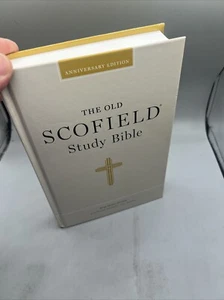 ANNIVERSARY EDITION
THE OLD
SCOFIELD®
Study Bible